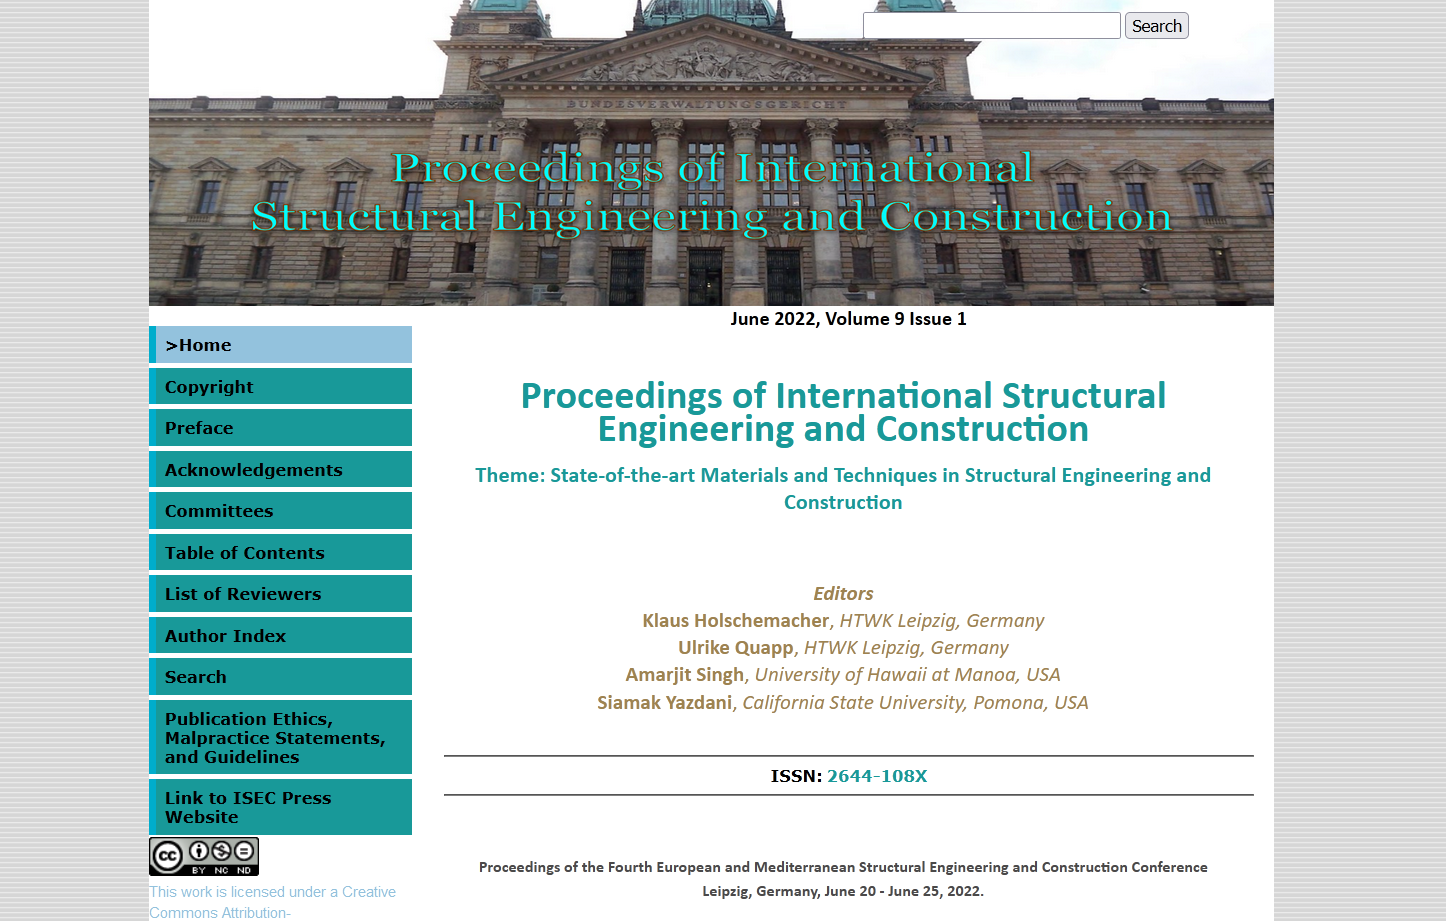 Search
BUNDESVERWALTUNGSGERICHT
Proceedings of International
Structural Engineering and Construction
June 2022, Volume 9 Issue 1
>Home
Copyright
Preface
Acknowledgements
Committees
Table of Contents
List of Reviewers
Author Index
Search
Publication Ethics,
Malpractice Statements,
and Guidelines
Link to ISEC Press
Website
cc
BY NC ND
This work is licensed under a Creative
Commons Attribution-
Proceedings of International Structural
Engineering and Construction
Theme: State-of-the-art Materials and Techniques in Structural Engineering and
Construction
Editors
Klaus Holschemacher, HTWK Leipzig, Germany
Ulrike Quapp, HTWK Leipzig, Germany
Amarjit Singh, University of Hawaii at Manoa, USA
Siamak Yazdani, California State University, Pomona, USA
ISSN: 2644-108X
Proceedings of the Fourth European and Mediterranean Structural Engineering and Construction Conference
Leipzig, Germany, June 20 - June 25, 2022.